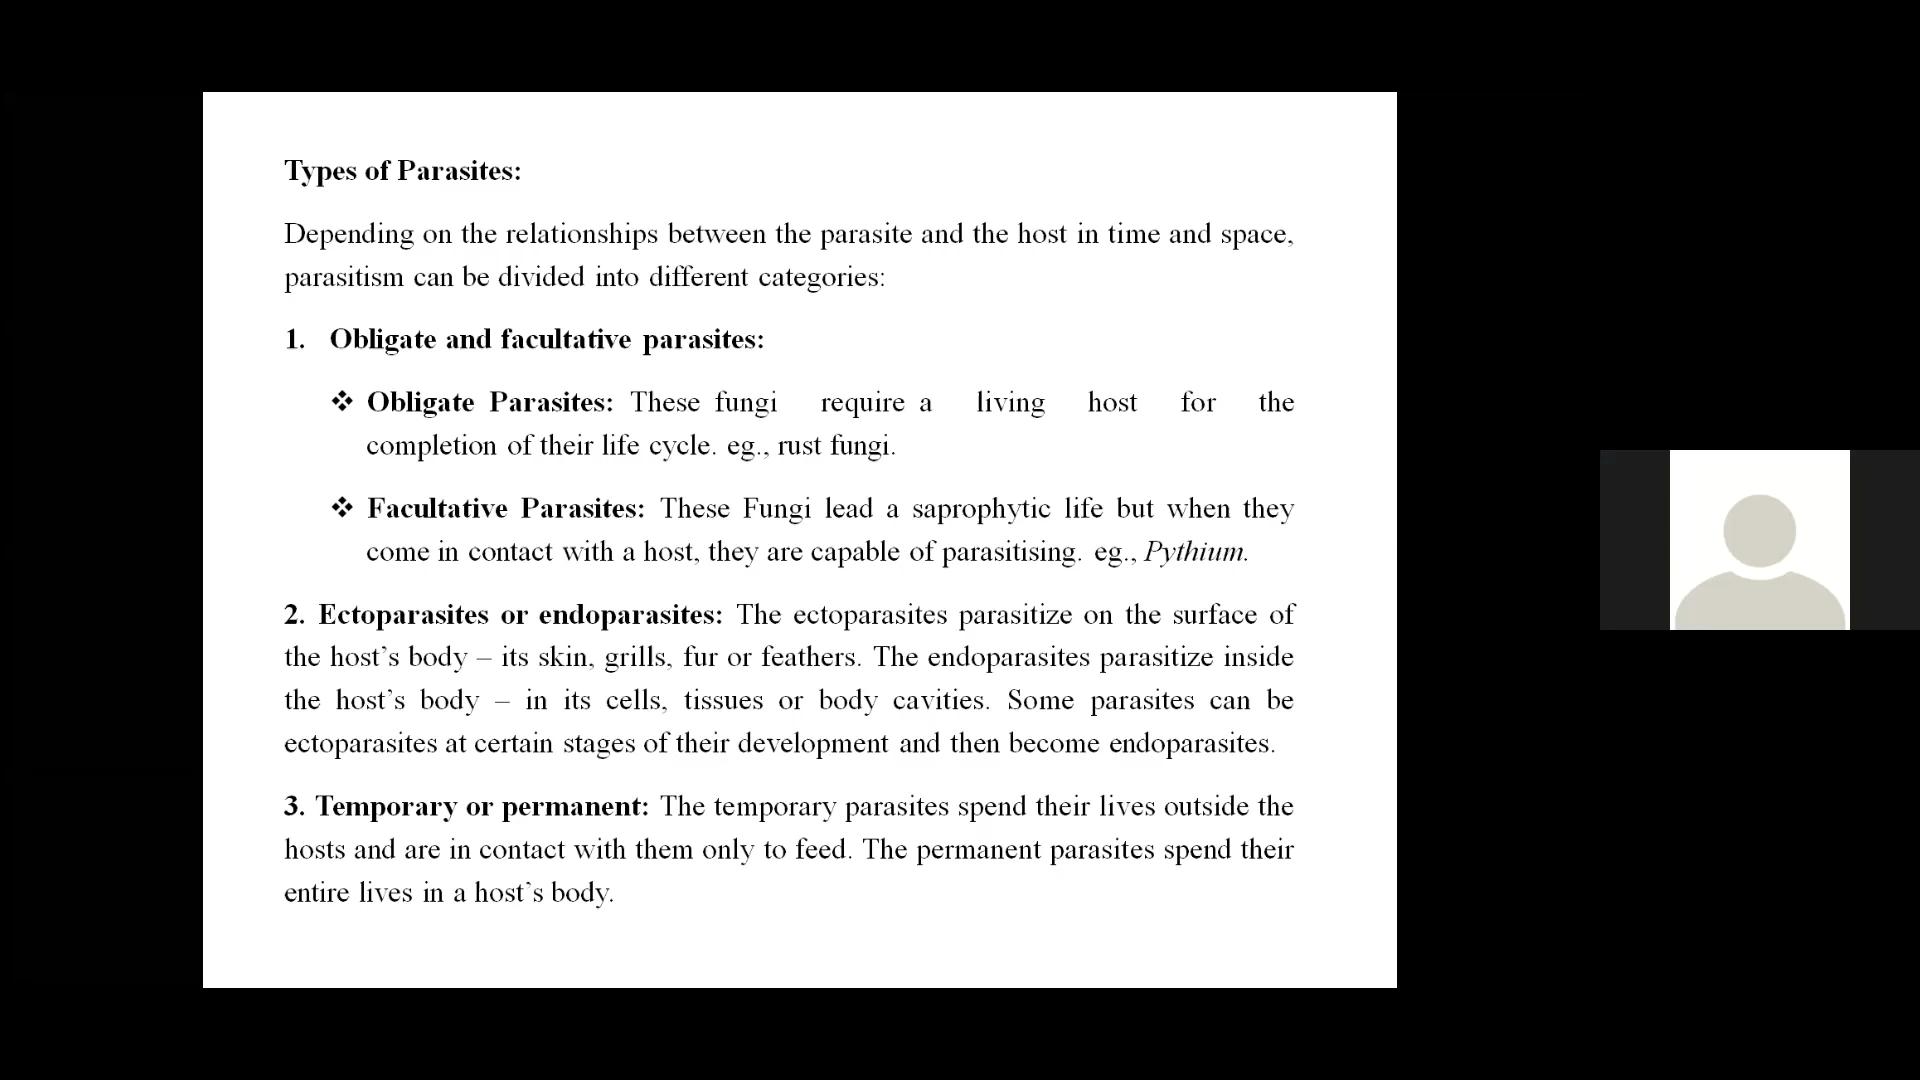 Types of Parasites:
Depending on the relationships between the parasite and the host in time and space,
parasitism can be divided into different categories:
1. Obligate and facultative parasites:
❖ Obligate Parasites: These fungi require a living host for the
completion of their life cycle. eg., rust fungi.
❖ Facultative Parasites: These Fungi lead a saprophytic life but when they
come in contact with a host, they are capable of parasitising. eg., Pythium.
2. Ectoparasites or endoparasites: The ectoparasites parasitize on the surface of
the host’s body – its skin, grills, fur or feathers. The endoparasites parasitize inside
the host’s body – in its cells, tissues or body cavities. Some parasites can be
ectoparasites at certain stages of their development and then become endoparasites.
3. Temporary or permanent: The temporary parasites spend their lives outside the
hosts and are in contact with them only to feed. The permanent parasites spend their
entire lives in a host’s body.